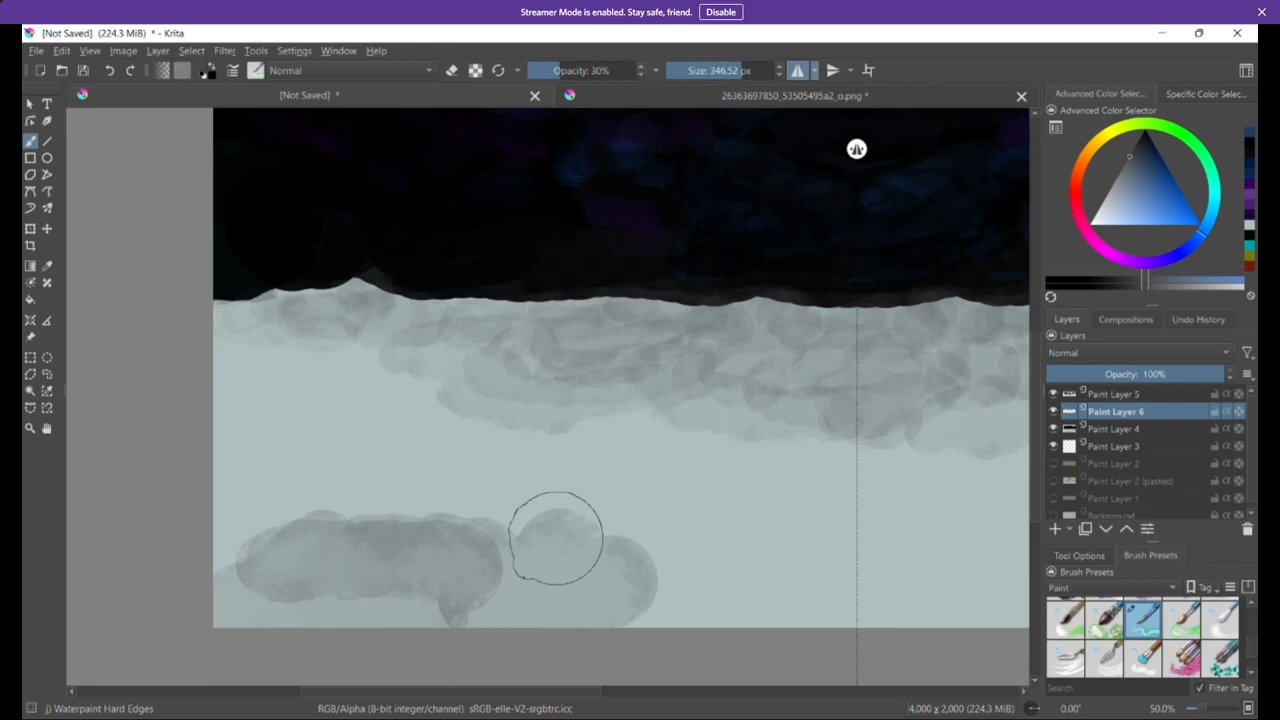 Streamer Mode is enabled. Stay safe, friend. Disable
[Not Saved] (224.3 MiB) * - Krita
File Edit View Image Layer Select Filter Tools Settings Window Help
Normal Opacity: 30% Size: 346.52 px
[Not Saved] * 26363697850_53505495a2_o.png *
Advanced Color Selec... Specific Color Selec...
Advanced Color Selector
Layers Compositions Undo History
Layers
Normal
Opacity: 100%
Paint Layer 5
Paint Layer 6
Paint Layer 4
Paint Layer 3
Paint Layer 2
Paint Layer 2 (pasted)
Paint Layer 1
Background
Tool Options Brush Presets
Brush Presets
Paint Tag
Search Filter in Tag
j) Waterpaint Hard Edges RGB/Alpha (8-bit integer/channel) sRGB-elle-V2-srgbtrc.icc 4,000 x 2,000 (224.3 MiB) 0.00° 50.0%